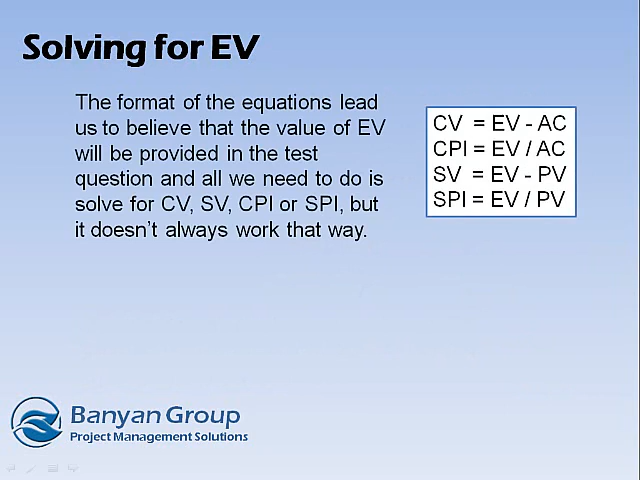 Solving for EV
The format of the equations lead
us to believe that the value of EV
will be provided in the test
question and all we need to do is
solve for CV, SV, CPI or SPI, but
it doesn't always work that way.
CV = EV - AC
CPI = EV / AC
SV = EV - PV
SPI = EV / PV
Banyan Group
Project Management Solutions